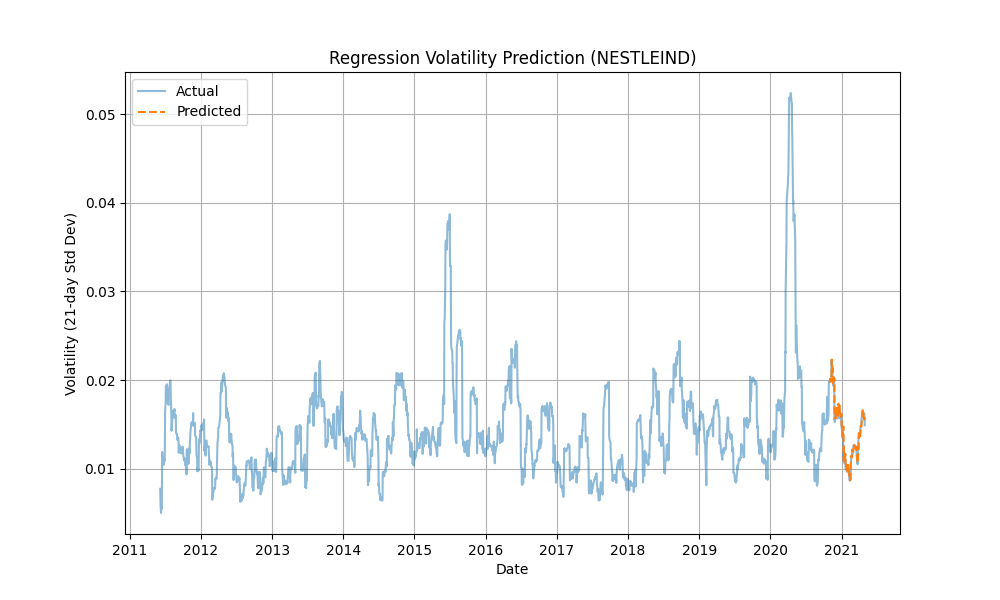 Regression Volatility Prediction (NESTLEIND)
Actual
Predicted
Volatility (21-day Std Dev)
0.05
0.04
0.03
0.02
0.01
2011 2012 2013 2014 2015 2016 2017 2018 2019 2020 2021
Date